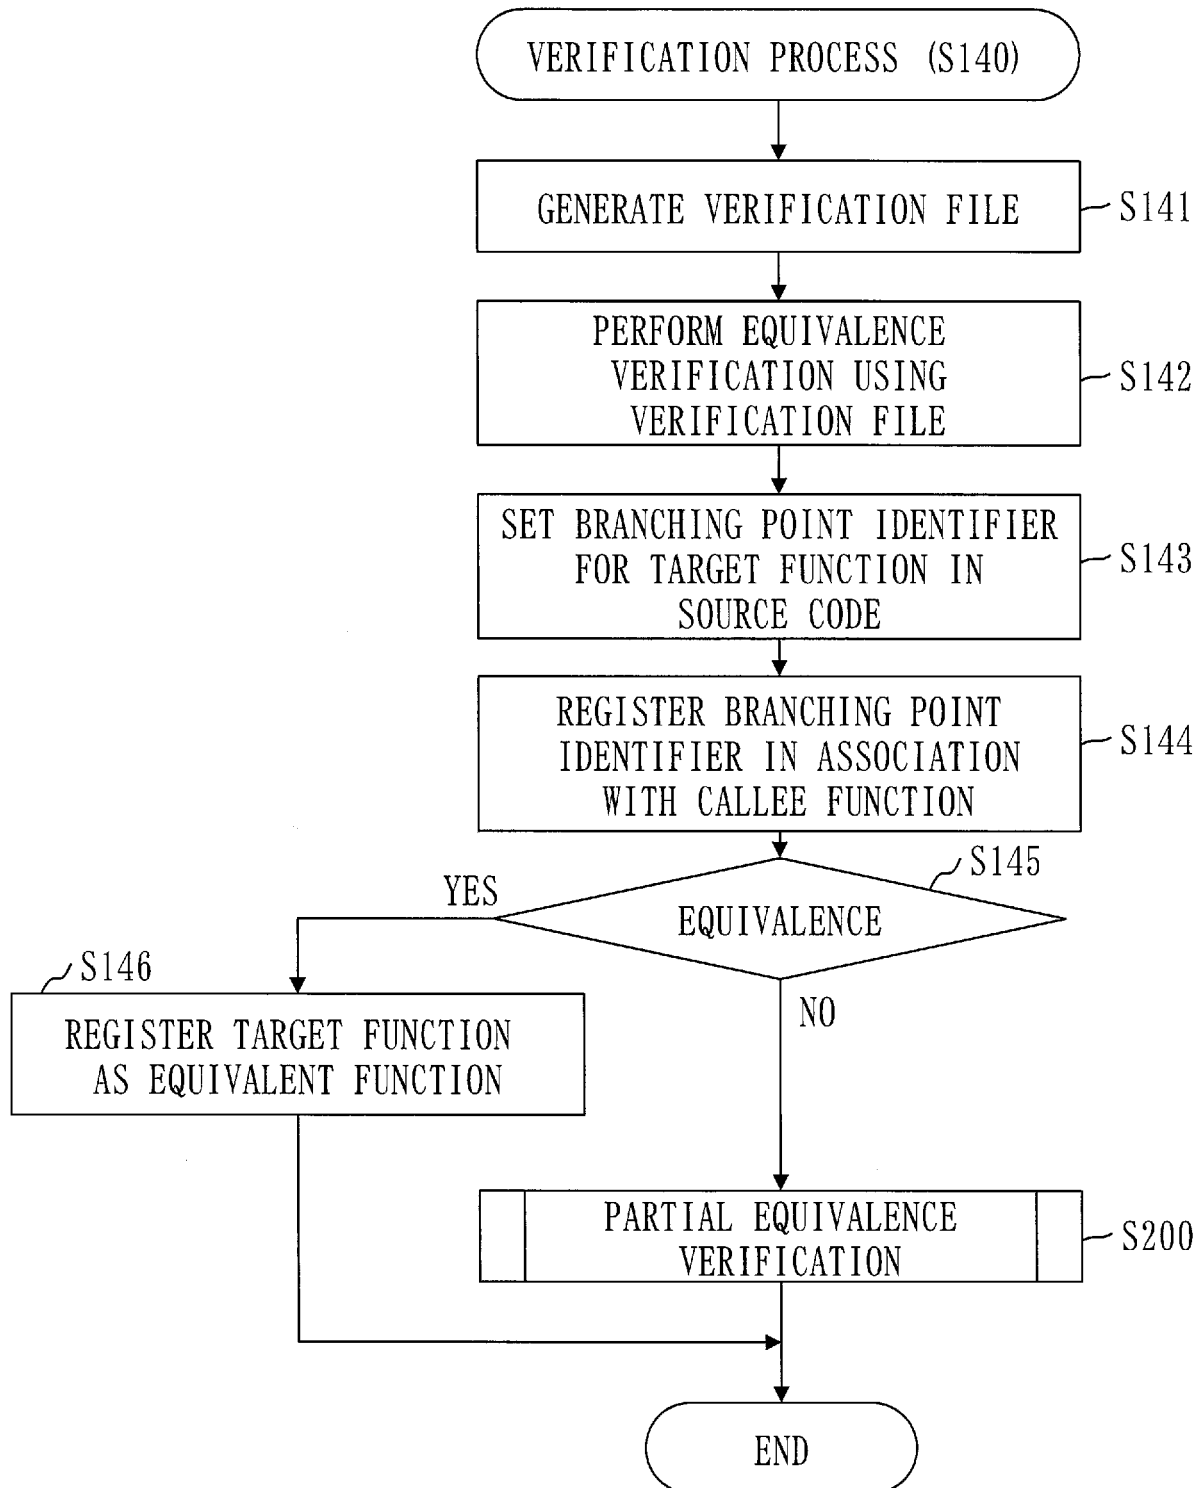 VERIFICATION PROCESS (S140)
GENERATE VERIFICATION FILE
S141
PERFORM EQUIVALENCE
VERIFICATION USING
VERIFICATION FILE
S142
SET BRANCHING POINT IDENTIFIER
FOR TARGET FUNCTION IN
SOURCE CODE
S143
REGISTER BRANCHING POINT
IDENTIFIER IN ASSOCIATION
WITH CALLEE FUNCTION
S144
S145
YES
EQUIVALENCE
S146
NO
REGISTER TARGET FUNCTION
AS EQUIVALENT FUNCTION
PARTIAL EQUIVALENCE
VERIFICATION
S200
END